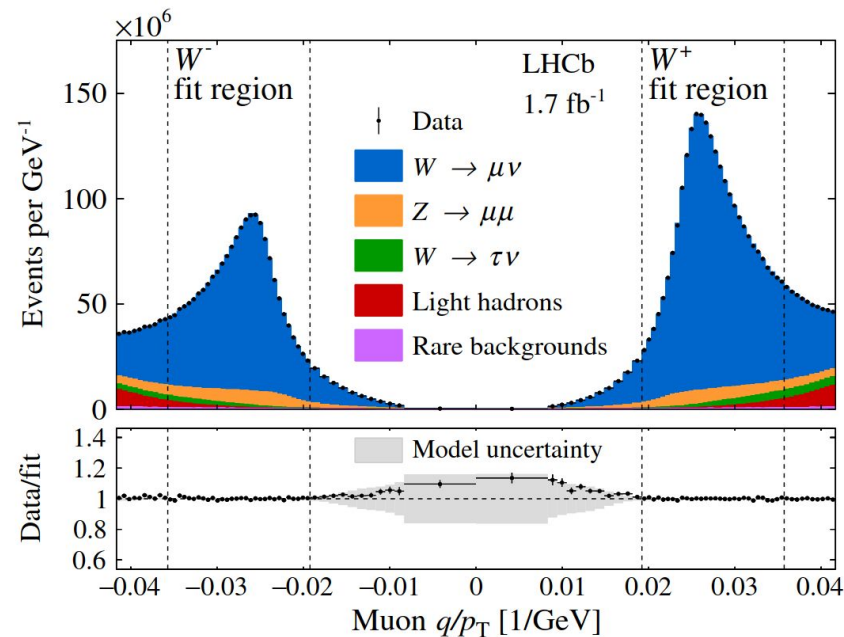 ×10⁶
W⁻
fit region
LHCb
1.7 fb⁻¹
W⁺
fit region
Data
W → μν
Z → μμ
W → τν
Light hadrons
Rare backgrounds
Events per GeV⁻¹
150
100
50
0
Model uncertainty
Data/fit
1.4
1.2
1
0.8
0.6
−0.04 −0.03 −0.02 −0.01 0 0.01 0.02 0.03 0.04
Muon q/p_T [1/GeV]